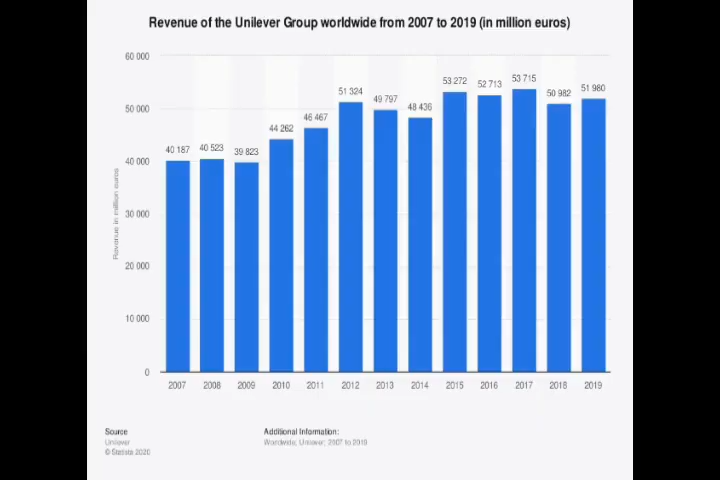 Revenue of the Unilever Group worldwide from 2007 to 2019 (in million euros)
Revenue in million euros
60 000
50 000
40 000
30 000
20 000
10 000
0
40 187
40 523
39 823
44 262
46 467
51 324
49 797
48 436
53 272
52 713
53 715
50 982
51 980
2007 2008 2009 2010 2011 2012 2013 2014 2015 2016 2017 2018 2019
Source
Unilever
© Statista 2020
Additional Information:
Worldwide; Unilever; 2007 to 2019